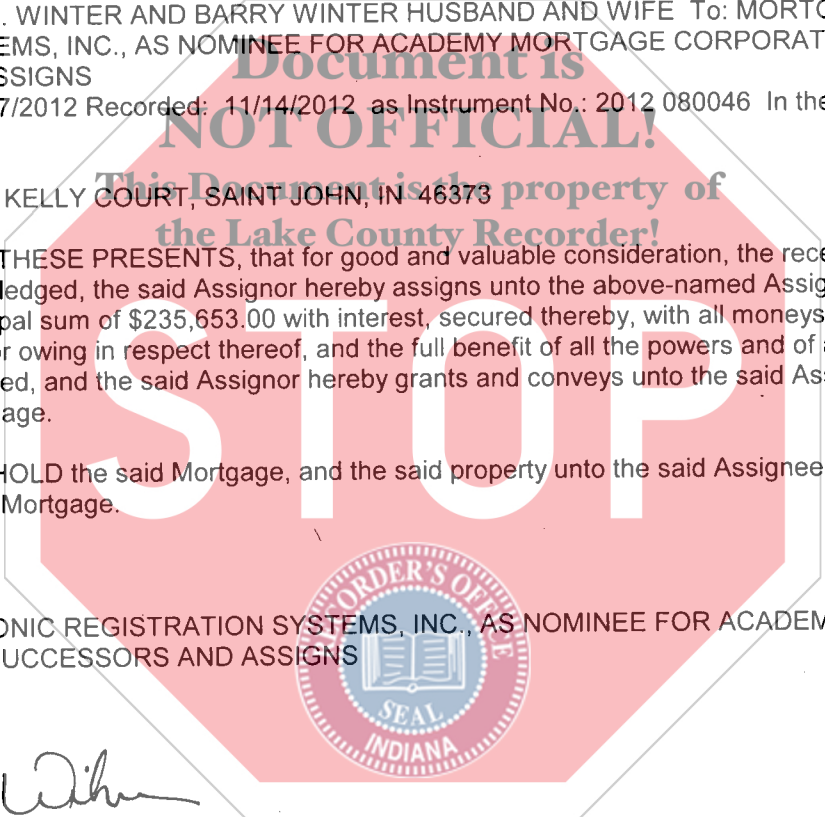 . WINTER AND BARRY WINTER HUSBAND AND WIFE To: MORTG
EMS, INC., AS NOMINEE FOR ACADEMY MORTGAGE CORPORAT
SSIGNS
7/2012 Recorded: 11/14/2012 as Instrument No.: 2012 080046 In the
Document is
NOT OFFICIAL!
This Document is the property of
the Lake County Recorder!
KELLY COURT, SAINT JOHN, IN 46373
THESE PRESENTS, that for good and valuable consideration, the rece
ledged, the said Assignor hereby assigns unto the above-named Assig
pal sum of $235,653.00 with interest, secured thereby, with all moneys
r owing in respect thereof, and the full benefit of all the powers and of a
ed, and the said Assignor hereby grants and conveys unto the said Ass
age.
STOP
HOLD the said Mortgage, and the said property unto the said Assignee
Mortgage.
ONIC REGISTRATION SYSTEMS, INC., AS NOMINEE FOR ACADEM
UCCESSORS AND ASSIGNS
RECORDER'S OFFICE
SEAL
INDIANA